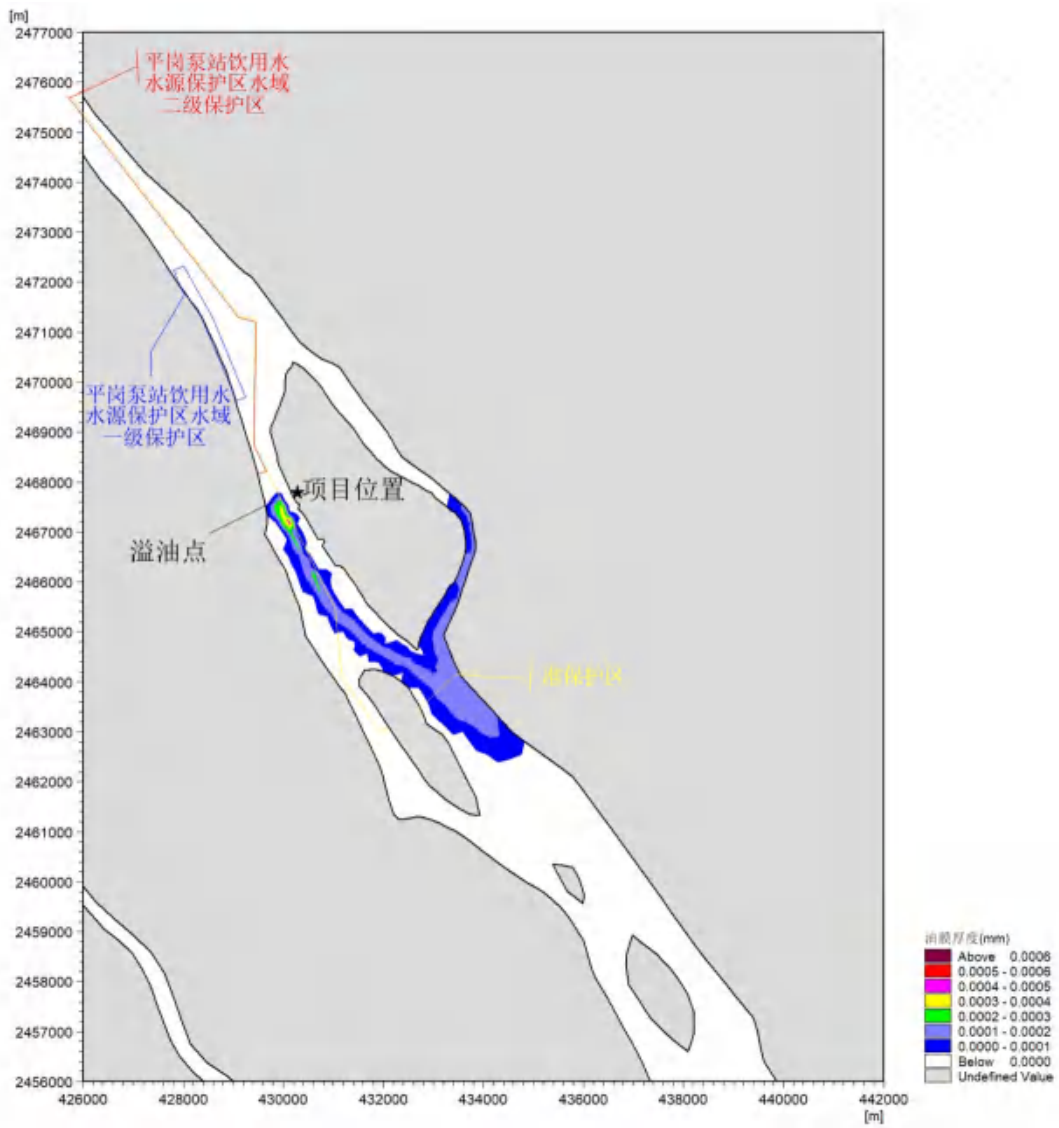 [m]
2477000
2476000
2475000
2474000
2473000
2472000
2471000
2470000
2469000
2468000
2467000
2466000
2465000
2464000
2463000
2462000
2461000
2460000
2459000
2458000
2457000
2456000
平岗泵站饮用水
水源保护区水域
二级保护区
平岗泵站饮用水
水源保护区水域
一级保护区
项目位置
溢油点
准保护区
油膜厚度(mm)
Above 0.0006
0.0005 - 0.0006
0.0004 - 0.0005
0.0003 - 0.0004
0.0002 - 0.0003
0.0001 - 0.0002
0.0000 - 0.0001
Below 0.0000
Undefined Value
426000
428000
430000
432000
434000
436000
438000
440000
442000
[m]